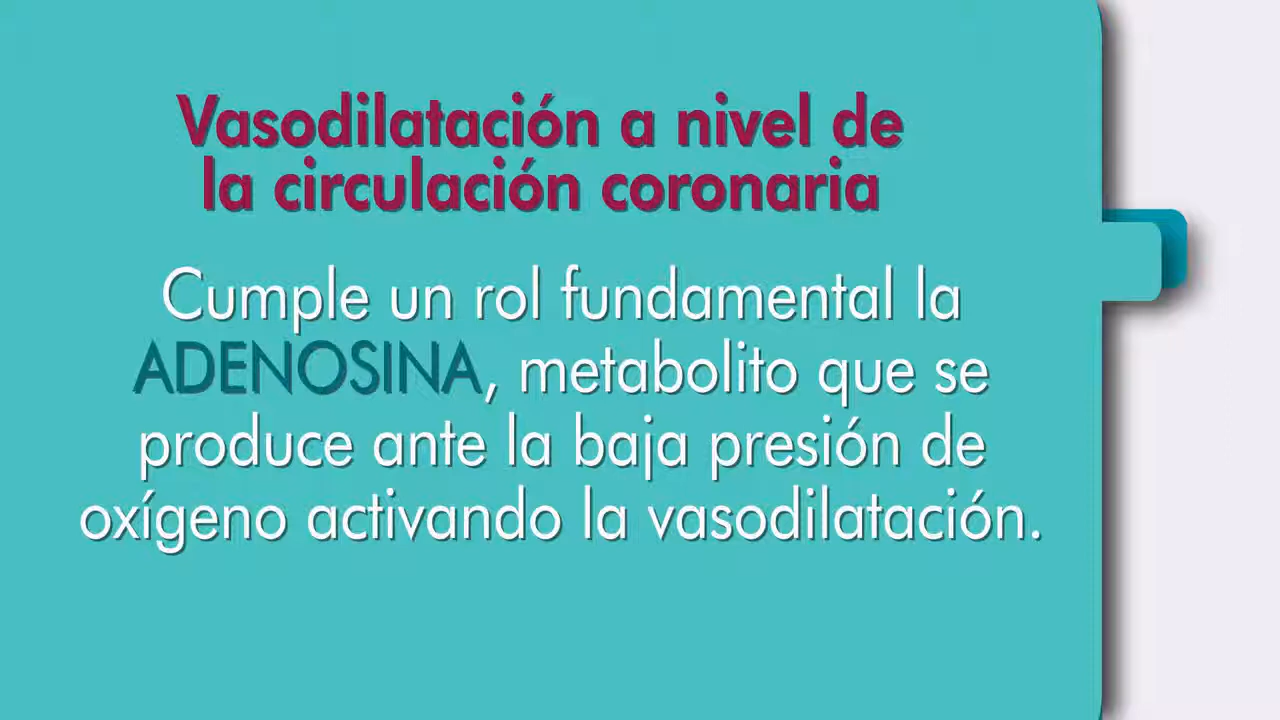 Vasodilatación a nivel de
la circulación coronaria
Cumple un rol fundamental la
ADENOSINA, metabolito que se
produce ante la baja presión de
oxígeno activando la vasodilatación.